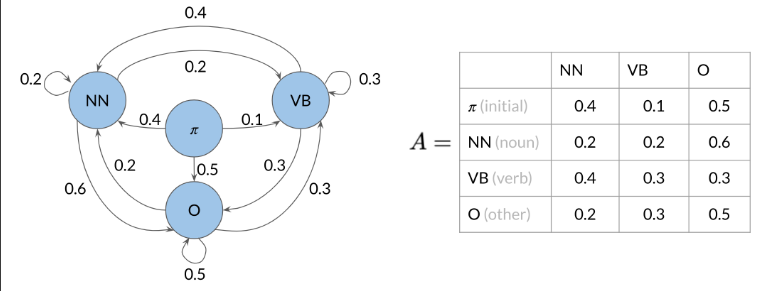 0.4
0.2
0.2
0.3
NN
VB
0.4
π
0.1
0.2
0.5
0.3
0.6
0.3
O
0.5
A =
NN VB O
π (initial) 0.4 0.1 0.5
NN (noun) 0.2 0.2 0.6
VB (verb) 0.4 0.3 0.3
O (other) 0.2 0.3 0.5